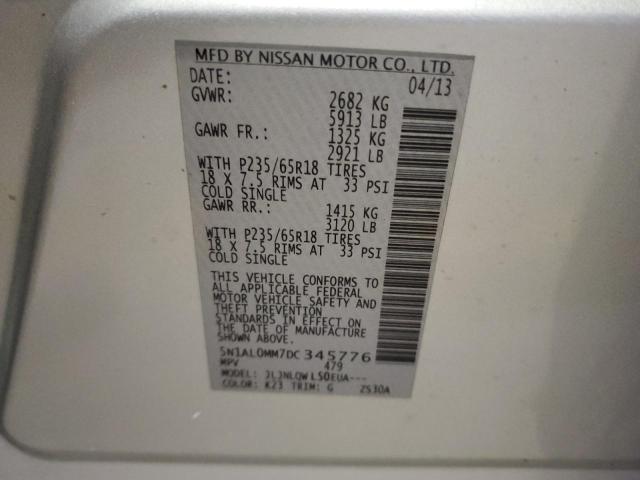 MFD BY NISSAN MOTOR CO., LTD.
DATE: 04/13
GVWR: 2682 KG
5913 LB
GAWR FR.: 1325 KG
2921 LB
WITH P235/65R18 TIRES
18 X 7.5 RIMS AT 33 PSI
COLD SINGLE
GAWR RR.: 1415 KG
3120 LB
WITH P235/65R18 TIRES
18 X 7.5 RIMS AT 33 PSI
COLD SINGLE
THIS VEHICLE CONFORMS TO
ALL APPLICABLE FEDERAL
MOTOR VEHICLE SAFETY AND
THEFT PREVENTION
STANDARDS IN EFFECT ON
THE DATE OF MANUFACTURE
SHOWN ABOVE.
5N1AL0MM7DC345776
MPV 479
MODEL: JLJNLQWL50EUA---
COLOR: K23 TRIM: G ZS30A